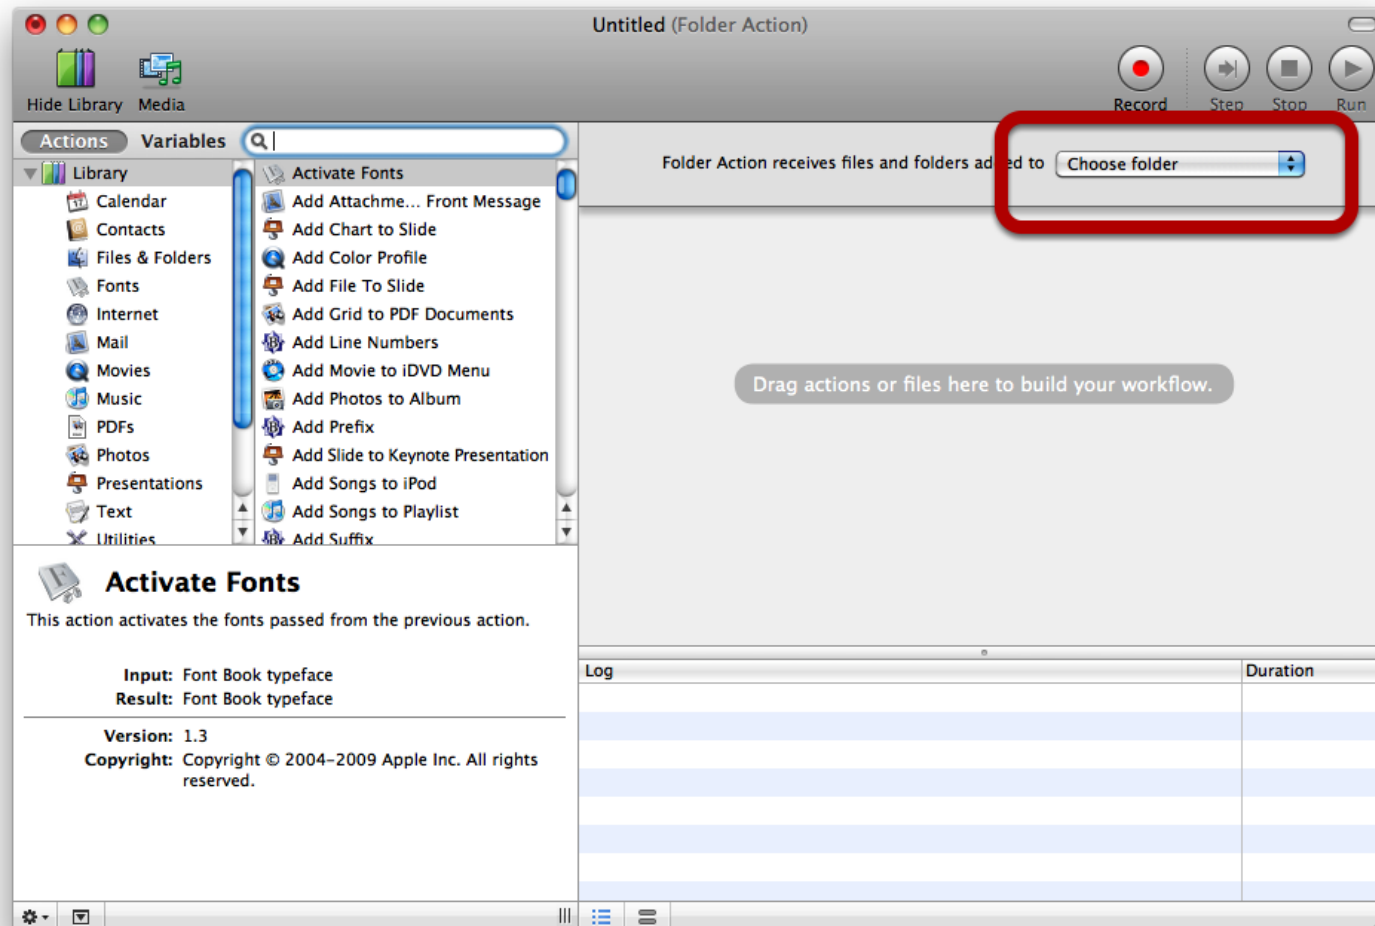 Untitled (Folder Action)
Hide Library
Media
Record
Step
Stop
Run
Actions
Variables
Folder Action receives files and folders added to
Choose folder
Library
Calendar
Contacts
Files & Folders
Fonts
Internet
Mail
Movies
Music
PDFs
Photos
Presentations
Text
Utilities
Activate Fonts
Add Attachme... Front Message
Add Chart to Slide
Add Color Profile
Add File To Slide
Add Grid to PDF Documents
Add Line Numbers
Add Movie to iDVD Menu
Add Photos to Album
Add Prefix
Add Slide to Keynote Presentation
Add Songs to iPod
Add Songs to Playlist
Add Suffix
Drag actions or files here to build your workflow.
Activate Fonts
This action activates the fonts passed from the previous action.
Input: Font Book typeface
Result: Font Book typeface
Version: 1.3
Copyright: Copyright © 2004–2009 Apple Inc. All rights
reserved.
Log
Duration